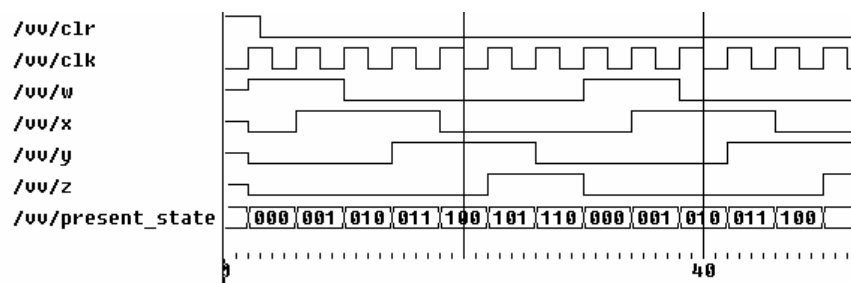 /vv/clr
/vv/clk
/vv/w
/vv/x
/vv/y
/vv/z
/vv/present_state 000 001 010 011 100 101 110 000 001 010 011 100
0 40